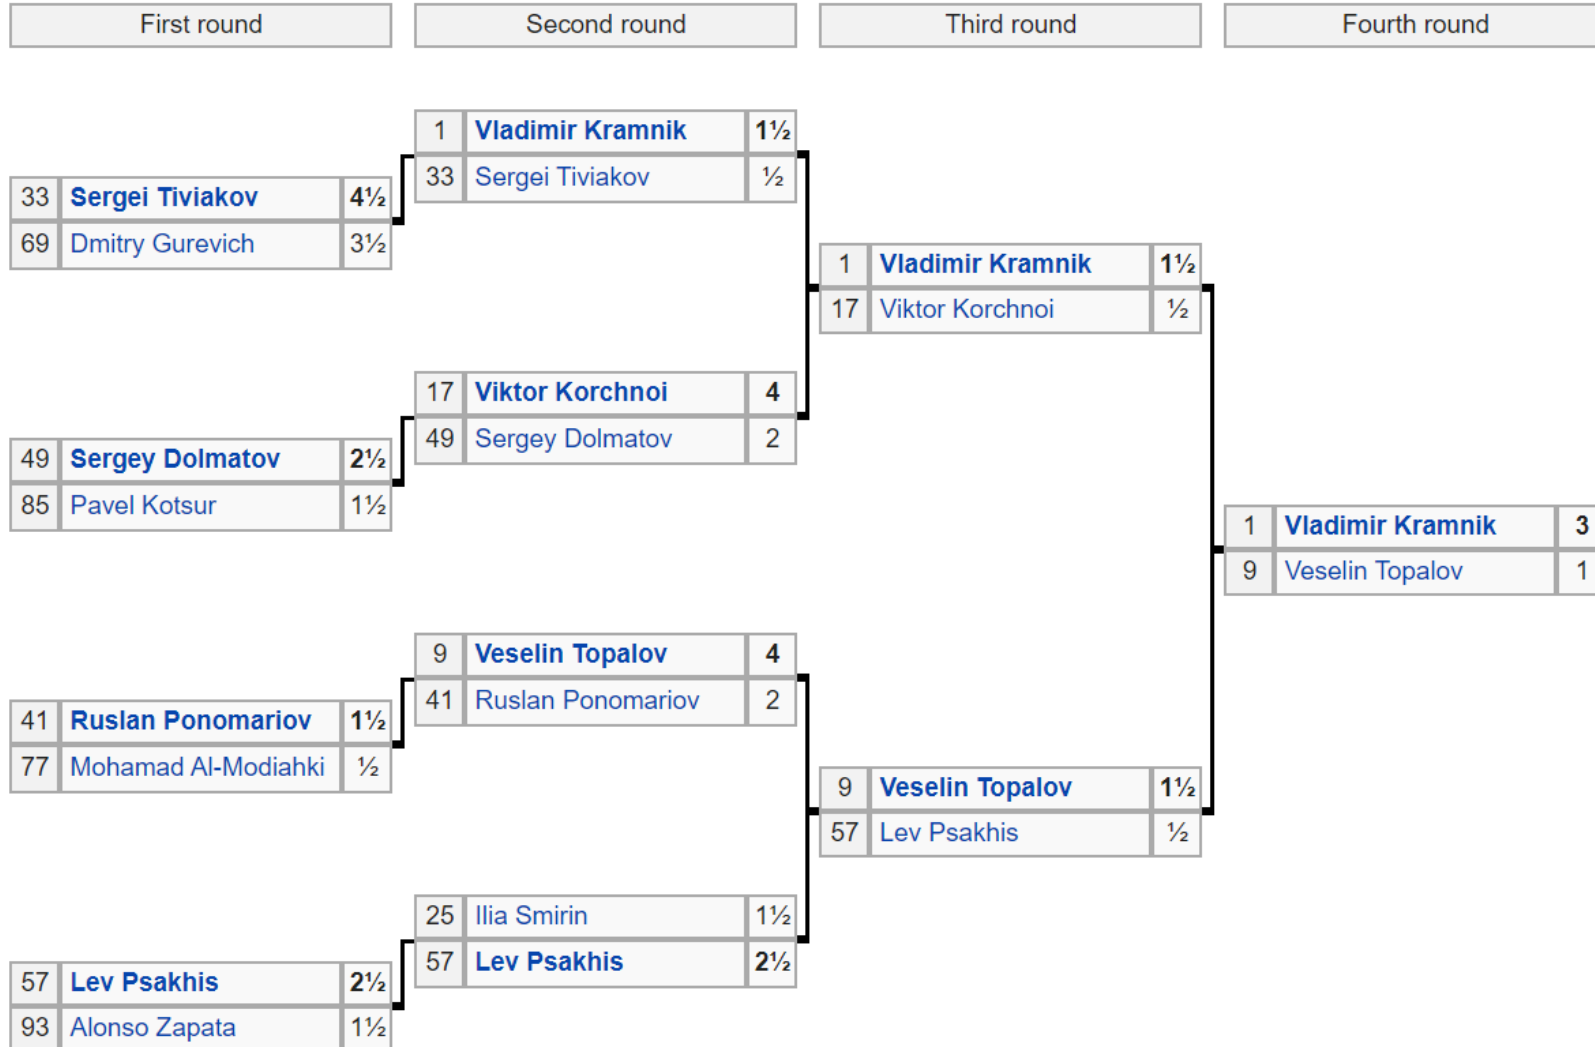 First round
Second round
Third round
Fourth round
33 Sergei Tiviakov 4½
69 Dmitry Gurevich 3½
49 Sergey Dolmatov 2½
85 Pavel Kotsur 1½
41 Ruslan Ponomariov 1½
77 Mohamad Al-Modiahki ½
57 Lev Psakhis 2½
93 Alonso Zapata 1½
1 Vladimir Kramnik 1½
33 Sergei Tiviakov ½
17 Viktor Korchnoi 4
49 Sergey Dolmatov 2
9 Veselin Topalov 4
41 Ruslan Ponomariov 2
25 Ilia Smirin 1½
57 Lev Psakhis 2½
1 Vladimir Kramnik 1½
17 Viktor Korchnoi ½
9 Veselin Topalov 1½
57 Lev Psakhis ½
1 Vladimir Kramnik 3
9 Veselin Topalov 1